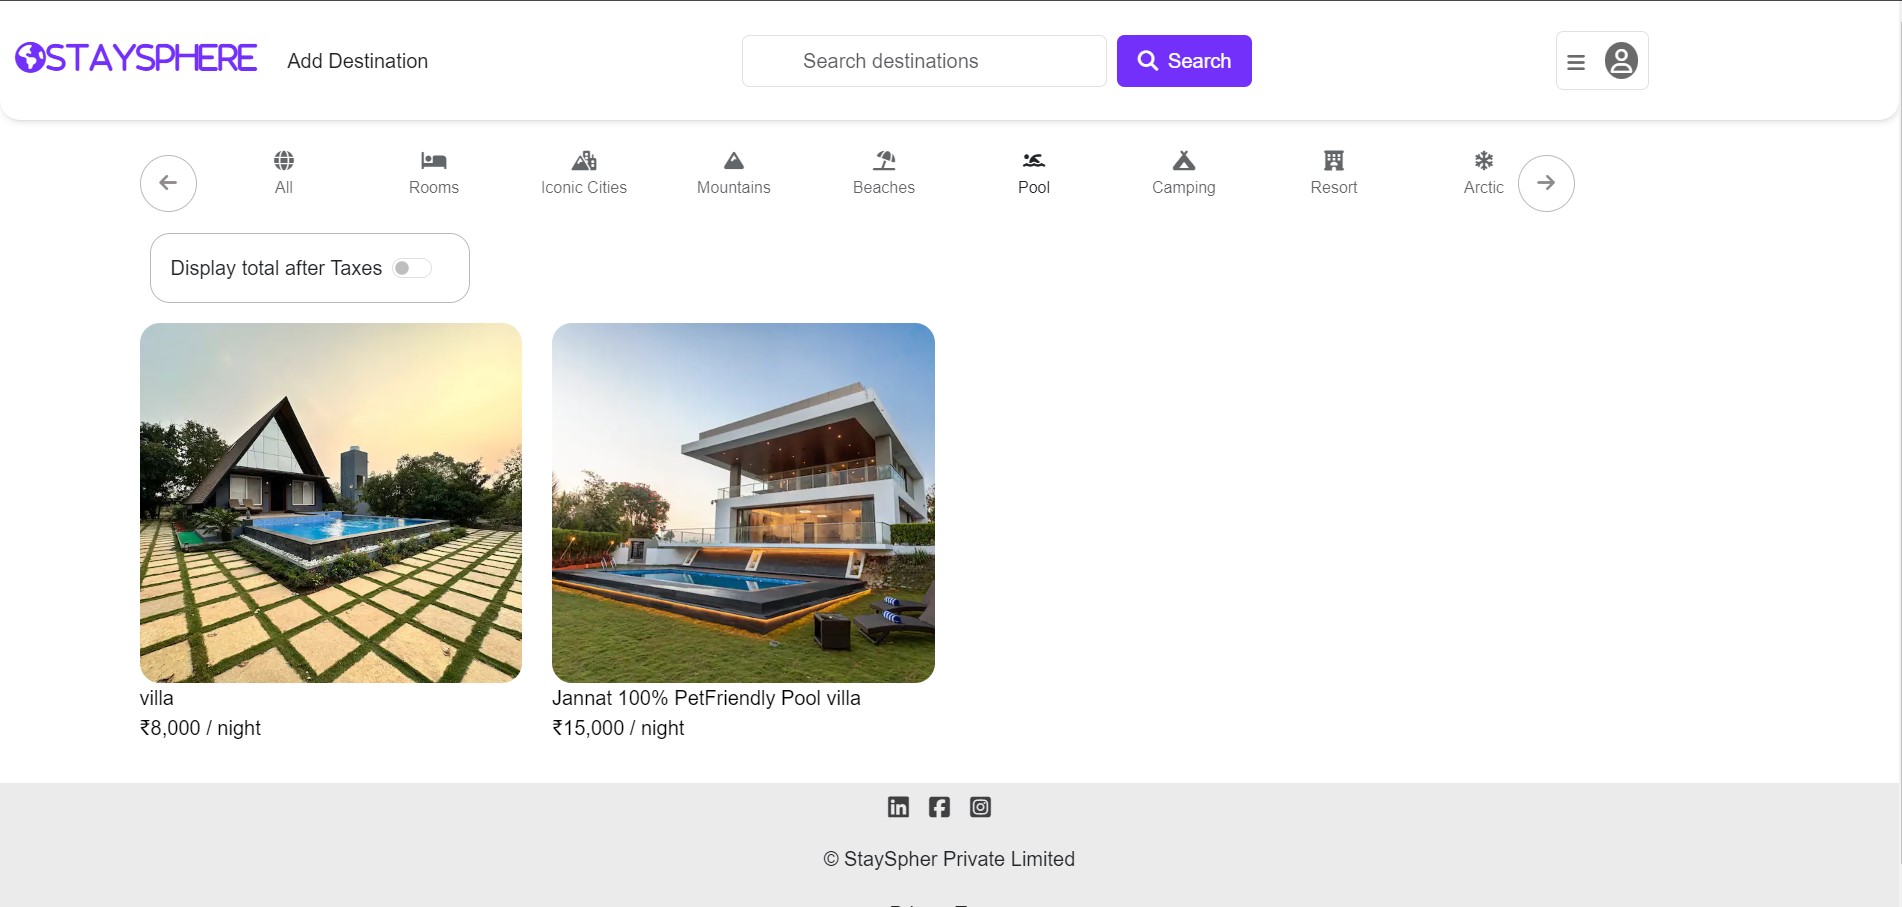 STAYSPHERE
Add Destination
Search destinations
Search
All
Rooms
Iconic Cities
Mountains
Beaches
Pool
Camping
Resort
Arctic
Display total after Taxes
villa
₹8,000 / night
Jannat 100% PetFriendly Pool villa
₹15,000 / night
© StaySpher Private Limited